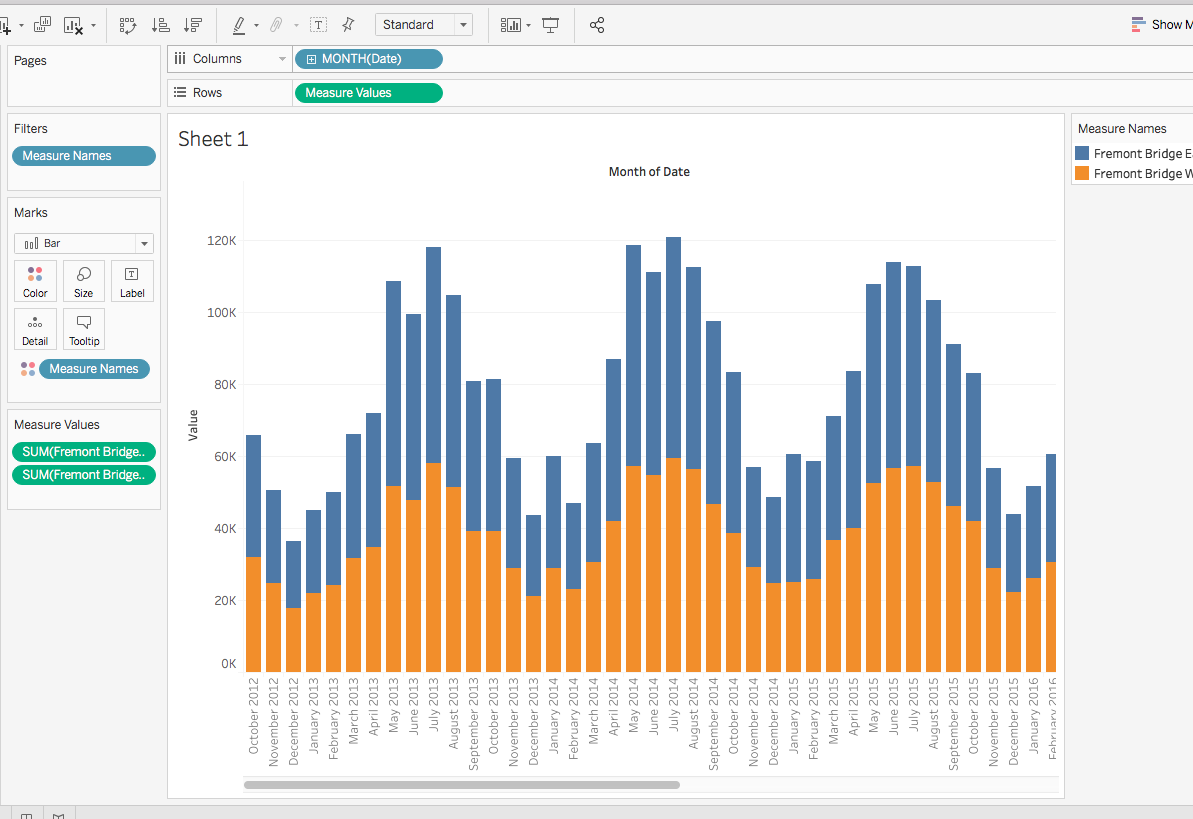 Standard
Show M
Pages
Columns
MONTH(Date)
Rows
Measure Values
Filters
Measure Names
Marks
Bar
Color
Size
Label
Detail
Tooltip
Measure Names
Measure Values
SUM(Fremont Bridge..
SUM(Fremont Bridge..
Sheet 1
Month of Date
Value
120K
100K
80K
60K
40K
20K
0K
October 2012
November 2012
December 2012
January 2013
February 2013
March 2013
April 2013
May 2013
June 2013
July 2013
August 2013
September 2013
October 2013
November 2013
December 2013
January 2014
February 2014
March 2014
April 2014
May 2014
June 2014
July 2014
August 2014
September 2014
October 2014
November 2014
December 2014
January 2015
February 2015
March 2015
April 2015
May 2015
June 2015
July 2015
August 2015
September 2015
October 2015
November 2015
December 2015
January 2016
February 2016
Measure Names
Fremont Bridge E
Fremont Bridge W